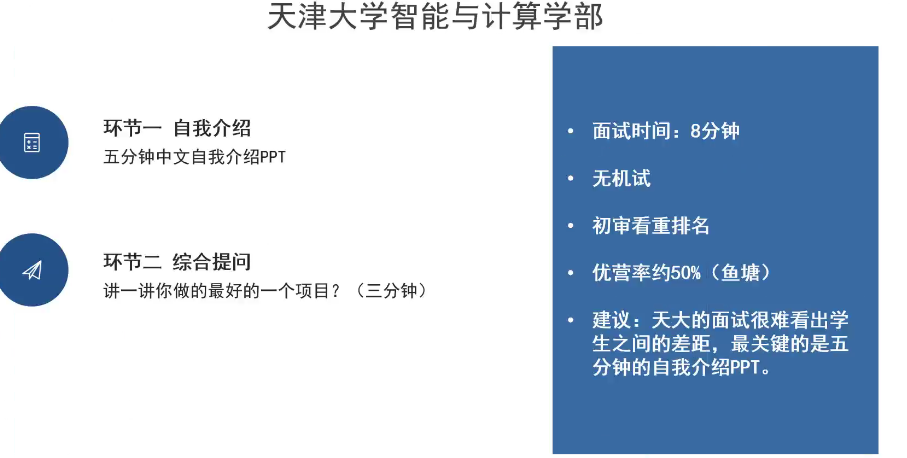 天津大学智能与计算学部
环节一 自我介绍
五分钟中文自我介绍PPT
环节二 综合提问
讲一讲你做的最好的一个项目？（三分钟）
• 面试时间：8分钟
• 无机试
• 初审看重排名
• 优营率约50%（鱼塘）
• 建议：天大的面试很难看出学
生之间的差距，最关键的是五
分钟的自我介绍PPT。